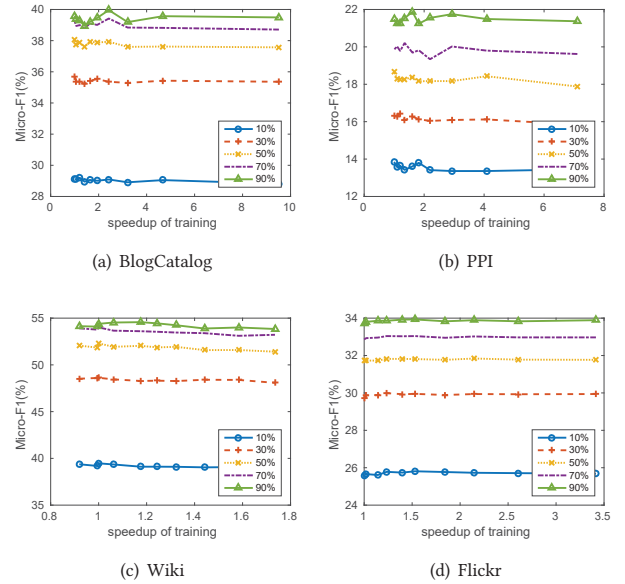 40
38
36
34
32
30
28
Micro-F1(%)
10%
30%
50%
70%
90%
0 2 4 6 8 10
speedup of training
(a) BlogCatalog
22
20
18
16
14
12
Micro-F1(%)
10%
30%
50%
70%
90%
0 2 4 6 8
speedup of training
(b) PPI
55
51
47
43
39
35
Micro-F1(%)
10%
30%
50%
70%
90%
0.8 1 1.2 1.4 1.6 1.8
speedup of training
(c) Wiki
34
32
30
28
26
24
Micro-F1(%)
10%
30%
50%
70%
90%
1 1.5 2 2.5 3 3.5
speedup of training
(d) Flickr